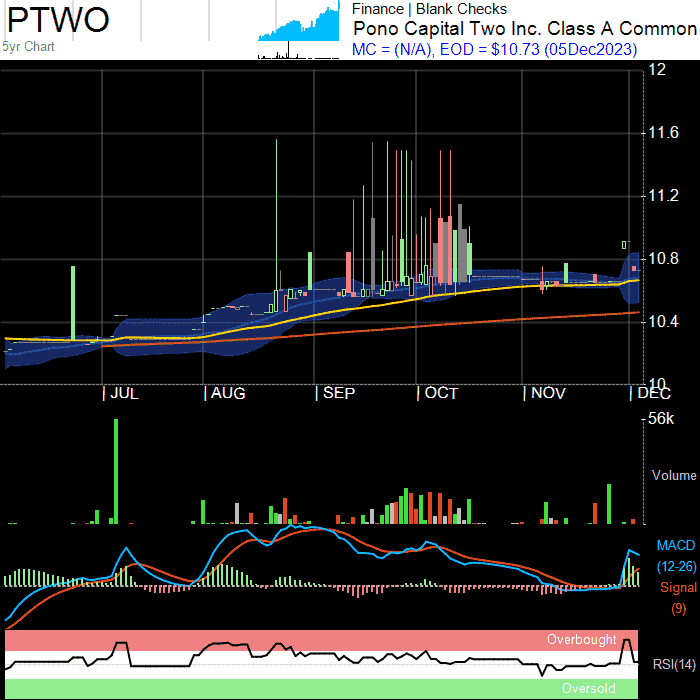 PTWO
5yr Chart
Finance | Blank Checks
Pono Capital Two Inc. Class A Common
MC = (N/A), EOD = $10.73 (05Dec2023)
12
11.6
11.2
10.8
10.4
10
JUL
AUG
SEP
OCT
NOV
DEC
56k
Volume
MACD
(12-26)
Signal
(9)
Overbought
RSI(14)
Oversold